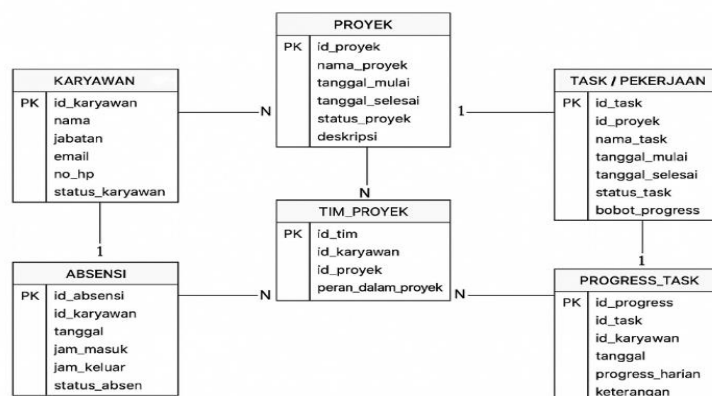 PROYEK
PK id_proyek
nama_proyek
tanggal_mulai
tanggal_selesai
status_proyek
deskripsi
KARYAWAN
PK id_karyawan
nama
jabatan
email
no_hp
status_karyawan
TASK / PEKERJAAN
PK id_task
id_proyek
nama_task
tanggal_mulai
tanggal_selesai
status_task
bobot_progress
N
1
N
TIM_PROYEK
PK id_tim
id_karyawan
id_proyek
peran_dalam_proyek
1
1
ABSENSI
PK id_absensi
id_karyawan
tanggal
jam_masuk
jam_keluar
status_absen
N
N
PROGRESS_TASK
PK id_progress
id_task
id_karyawan
tanggal
progress_harian
keterangan